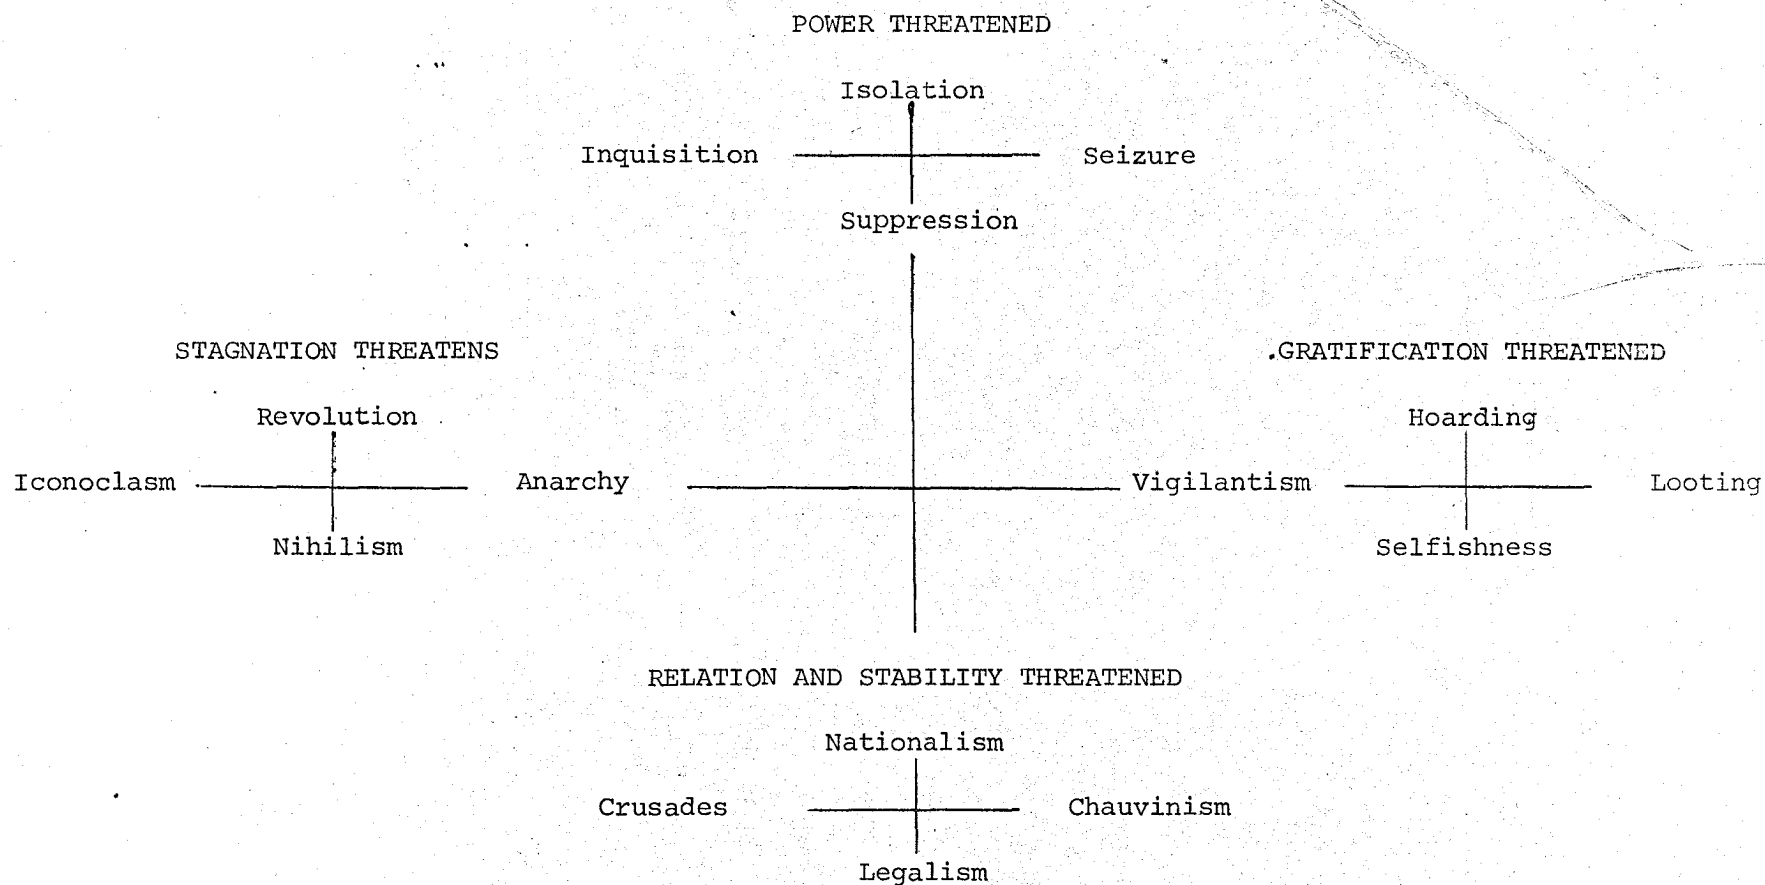 POWER THREATENED
Isolation
Inquisition Seizure
Suppression
STAGNATION THREATENS .GRATIFICATION THREATENED
Revolution Hoarding
Iconoclasm Anarchy Vigilantism Looting
Nihilism Selfishness
RELATION AND STABILITY THREATENED
Nationalism
Crusades Chauvinism
Legalism